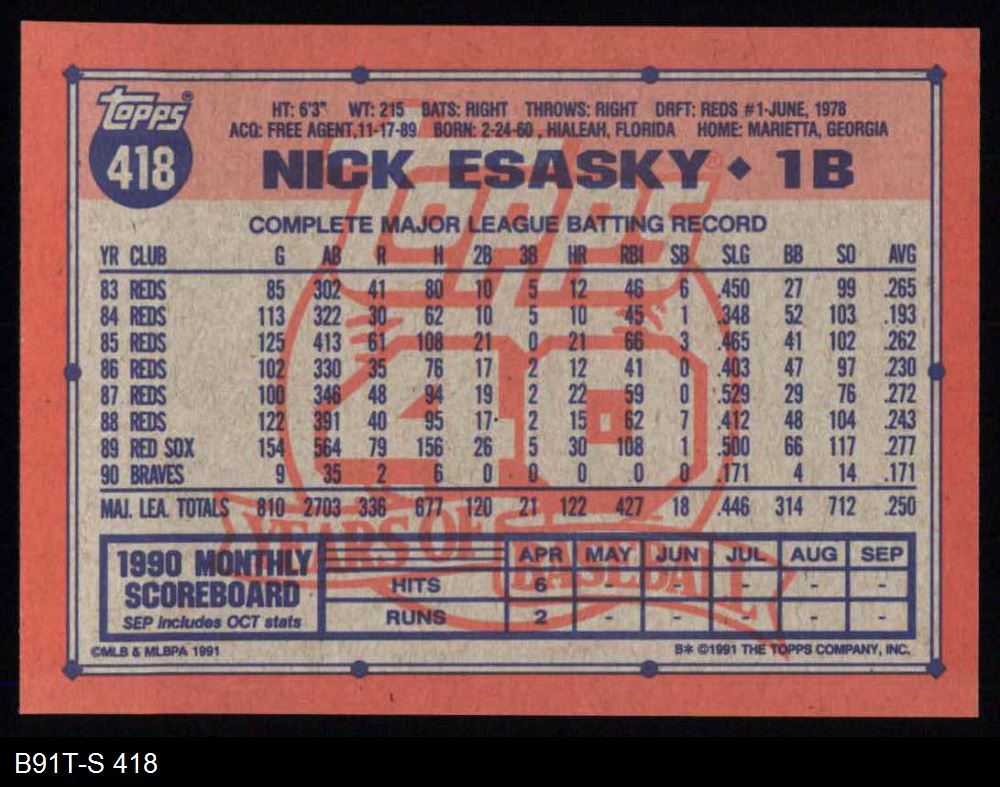 Topps®
418
HT: 6'3" WT: 215 BATS: RIGHT THROWS: RIGHT DRFT: REDS #1-JUNE, 1978
ACQ: FREE AGENT,11-17-89 BORN: 2-24-60 , HIALEAH, FLORIDA HOME: MARIETTA, GEORGIA
NICK ESASKY ◆ 1B
COMPLETE MAJOR LEAGUE BATTING RECORD
YR CLUB G AB R H 2B 3B HR RBI SB SLG BB SO AVG
83 REDS 85 302 41 80 10 5 12 46 6 .450 27 99 .265
84 REDS 113 322 30 62 10 5 10 45 1 .348 52 103 .193
85 REDS 125 413 61 108 21 0 21 66 3 .465 41 102 .262
86 REDS 102 330 35 76 17 2 12 41 0 .403 47 97 .230
87 REDS 100 346 48 94 19 2 22 59 0 .529 29 76 .272
88 REDS 122 391 40 95 17 2 15 62 7 .412 48 104 .243
89 RED SOX 154 564 79 156 26 5 30 108 1 .500 66 117 .277
90 BRAVES 9 35 2 6 0 0 0 0 0 .171 4 14 .171
MAJ. LEA. TOTALS 810 2703 336 677 120 21 122 427 18 .446 314 712 .250
Topps®
40
YEARS OF BASEBALL
1990 MONTHLY
SCOREBOARD
SEP includes OCT stats
APR MAY JUN JUL AUG SEP
HITS 6 - - - - -
RUNS 2 - - - - -
©MLB & MLBPA 1991
B* ©1991 THE TOPPS COMPANY, INC.
B91T-S 418